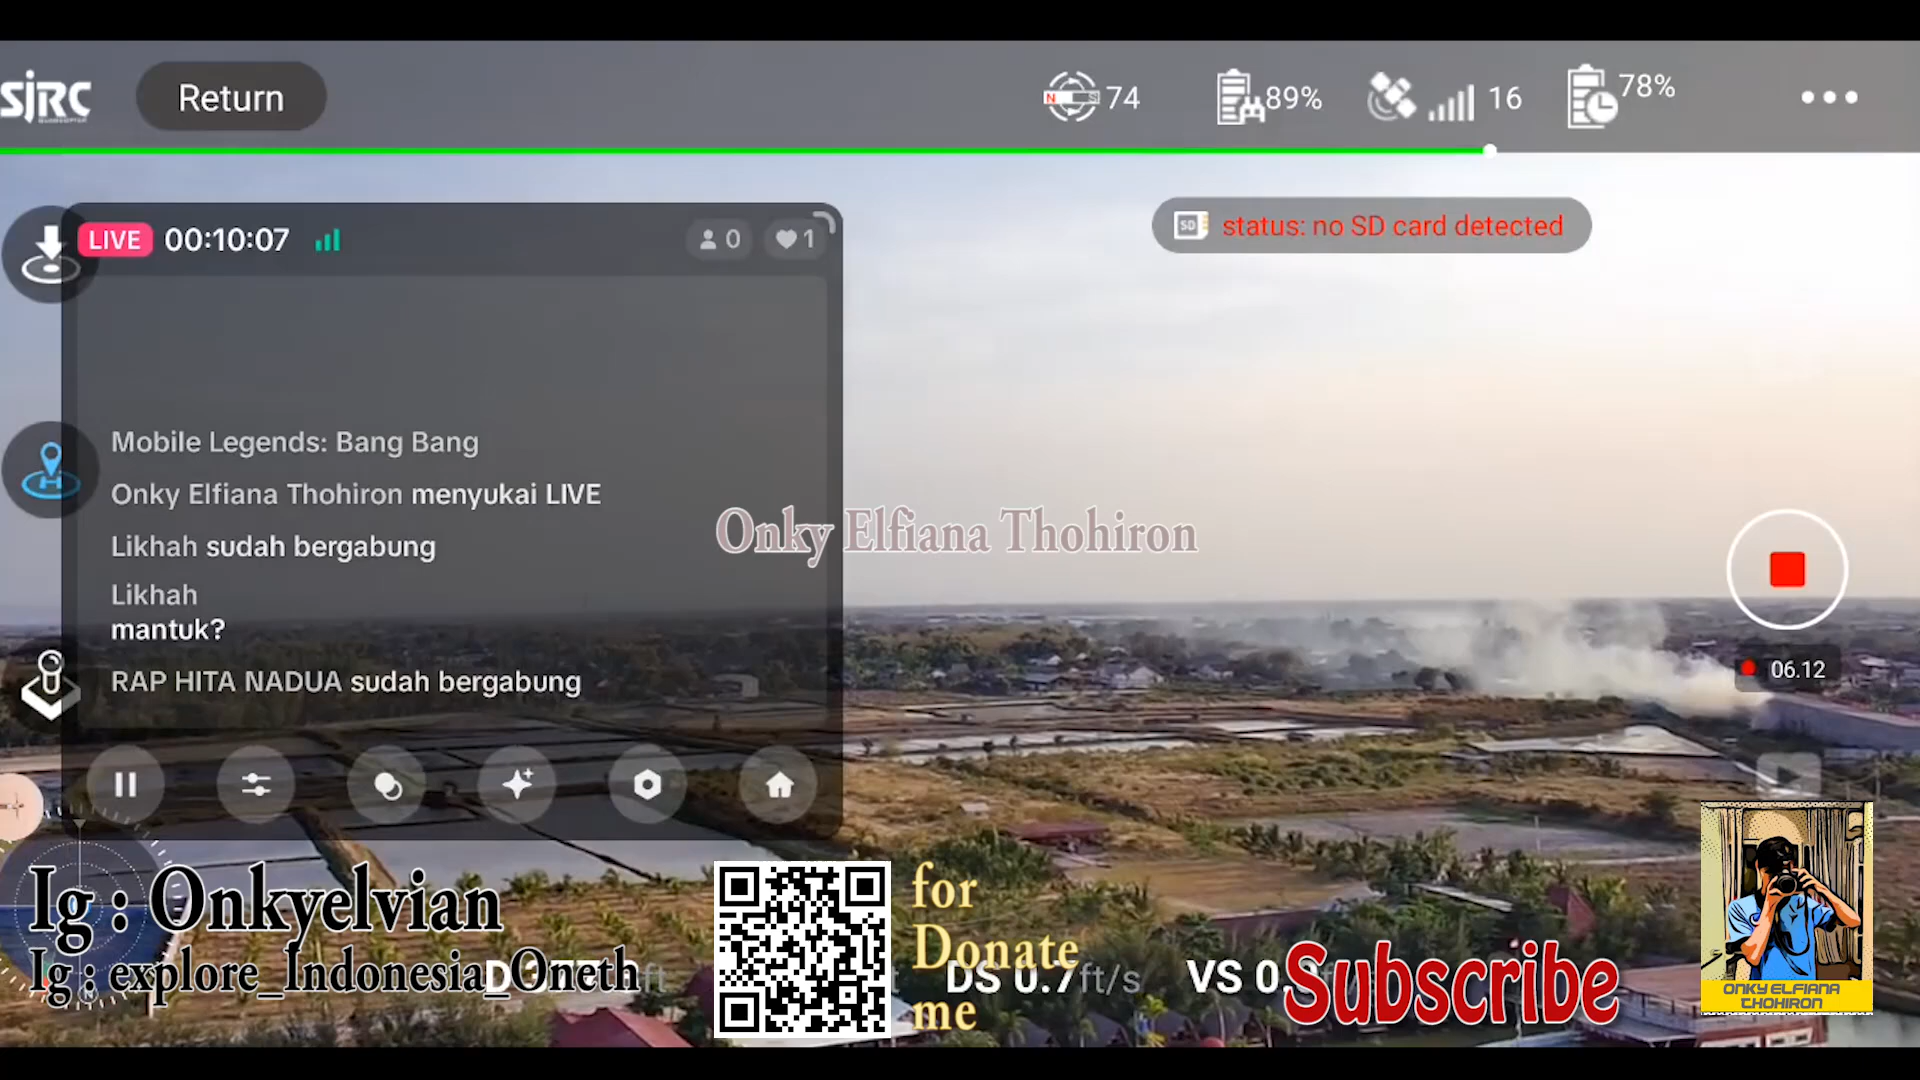 SJRC
Return
74
89%
16
78%
status: no SD card detected
LIVE 00:10:07
0
1
Mobile Legends: Bang Bang
Onky Elfiana Thohiron menyukai LIVE
Likhah sudah bergabung
Likhah
mantuk?
RAP HITA NADUA sudah bergabung
Onky Elfiana Thohiron
06.12
Ig : Onkyelvian
Ig : explore_Indonesia_Oneth
for
Donate
me
DS 0.7ft/s
VS
Subscribe
ONKY ELFIANA
THOHIRON